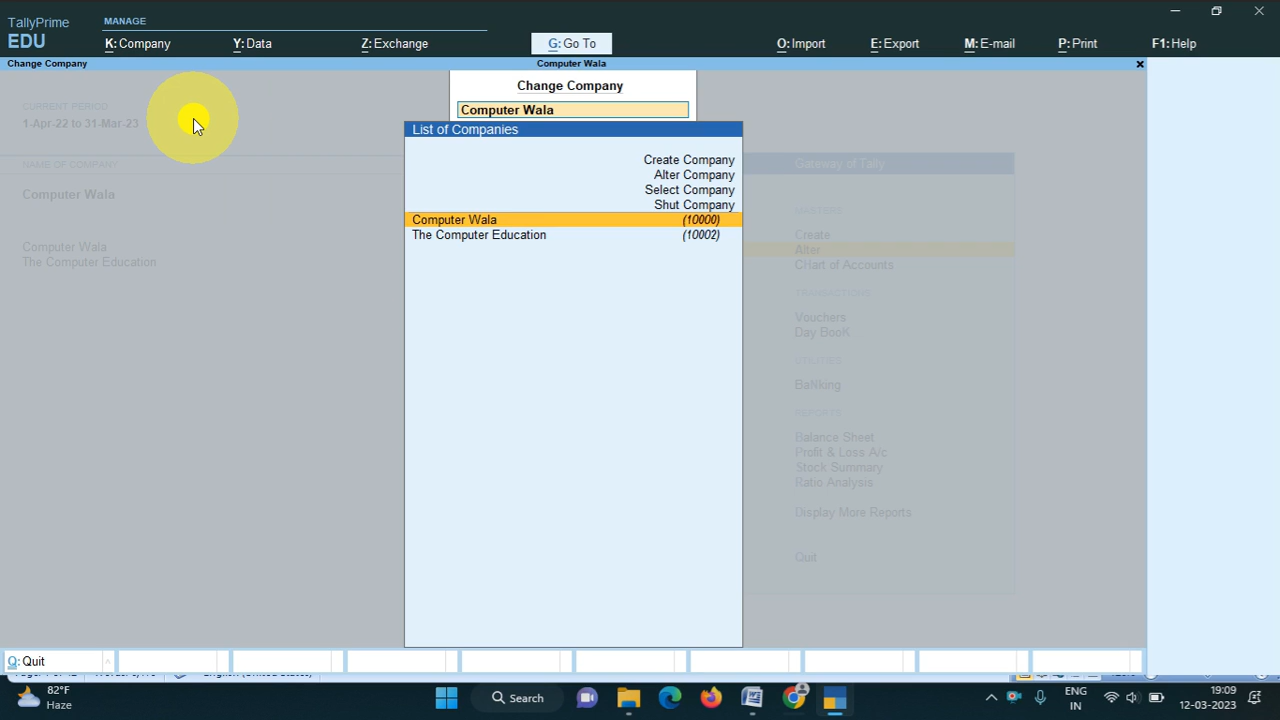 TallyPrime
EDU
MANAGE
K: Company
Y: Data
Z: Exchange
G: Go To
O: Import
E: Export
M: E-mail
P: Print
F1: Help
Change Company
Computer Wala
Change Company
Computer Wala
CURRENT PERIOD
1-Apr-22 to 31-Mar-23
NAME OF COMPANY
Computer Wala
Computer Wala
The Computer Education
List of Companies
Create Company
Alter Company
Select Company
Shut Company
Computer Wala (10000)
The Computer Education (10002)
Gateway of Tally
MASTERS
Create
Alter
CHart of Accounts
TRANSACTIONS
Vouchers
Day BooK
UTILITIES
BaNking
REPORTS
Balance Sheet
Profit & Loss A/c
Stock Summary
Ratio Analysis
Display More Reports
Quit
Q: Quit
82°F
Haze
Search
ENG
IN
19:09
12-03-2023